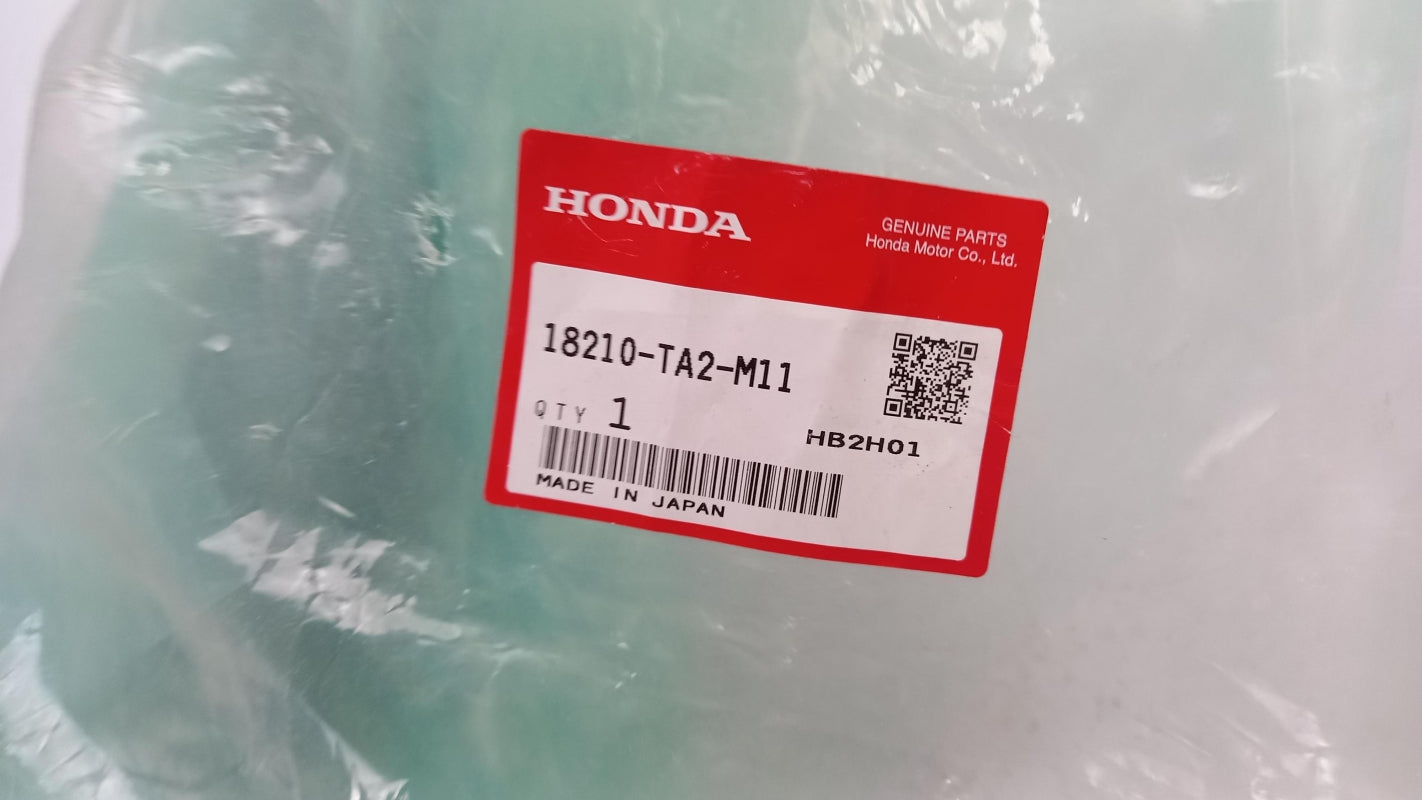 HONDA
GENUINE PARTS
Honda Motor Co., Ltd.
18210-TA2-M11
QTY 1
HB2H01
MADE IN JAPAN